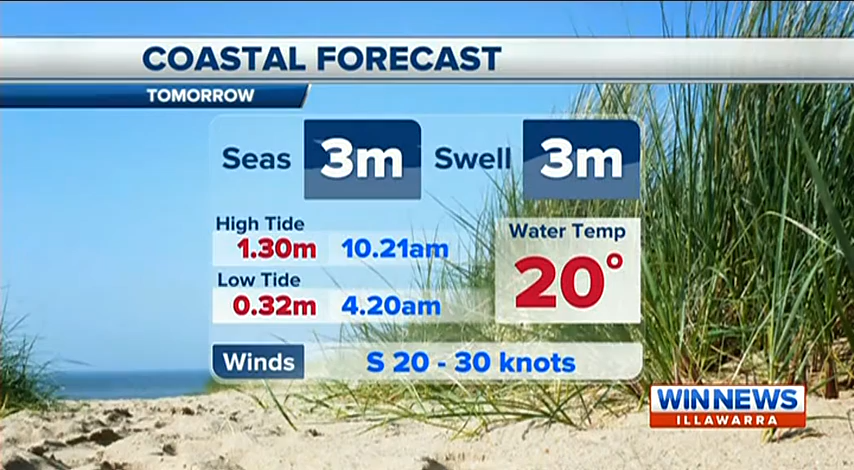 COASTAL FORECAST
TOMORROW
Seas 3m Swell 3m
High Tide
1.30m 10.21am
Low Tide
0.32m 4.20am
Water Temp
20°
Winds S 20 - 30 knots
WIN NEWS
ILLAWARRA